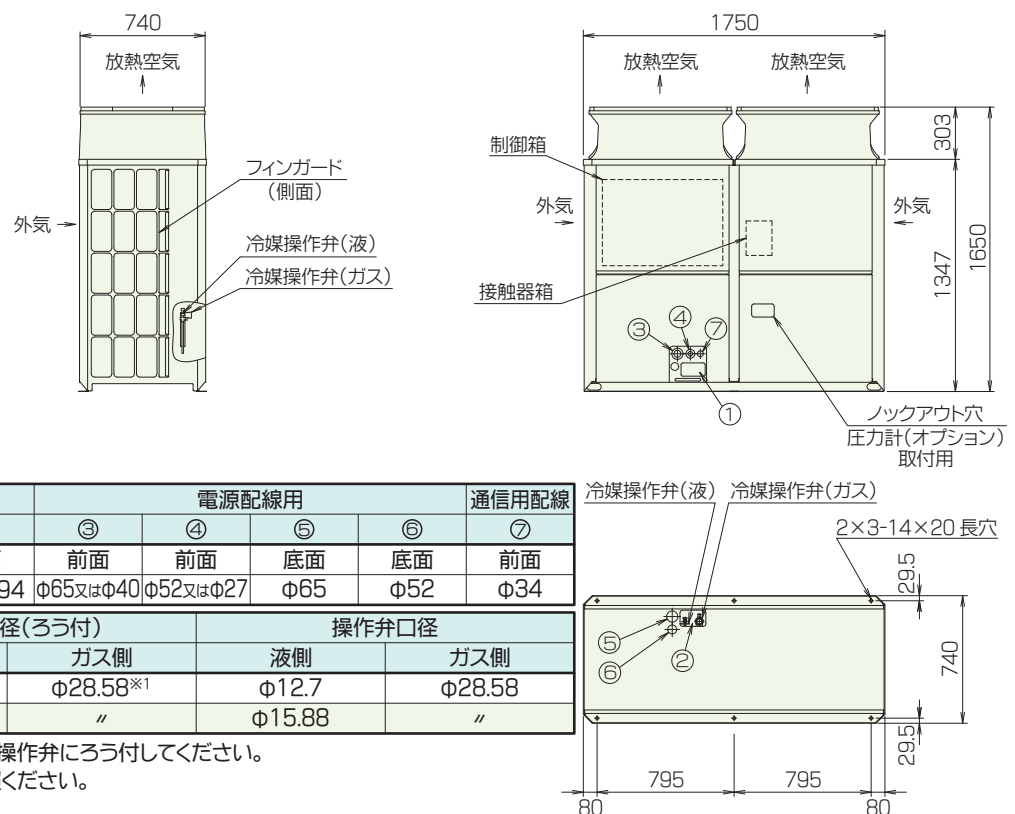 740
放熱空気
フィンガード
(側面)
外気
冷媒操作弁(液)
冷媒操作弁(ガス)
1750
放熱空気 放熱空気
制御箱
外気 外気
接触器箱
303
1347
1650
③ ④ ⑦
①
ノックアウト穴
圧力計(オプション)
取付用
電源配線用 通信用配線
③ ④ ⑤ ⑥ ⑦
前面 前面 底面 底面 前面
94 Φ65又はΦ40 Φ52又はΦ27 Φ65 Φ52 Φ34
径(ろう付) 操作弁口径
ガス側 液側 ガス側
Φ28.58※1 Φ12.7 Φ28.58
〃 Φ15.88 〃
操作弁にろう付してください。
ください。
冷媒操作弁(液) 冷媒操作弁(ガス)
2×3-14×20 長穴
⑤
⑥
②
29.5
740
29.5
795 795
80 80